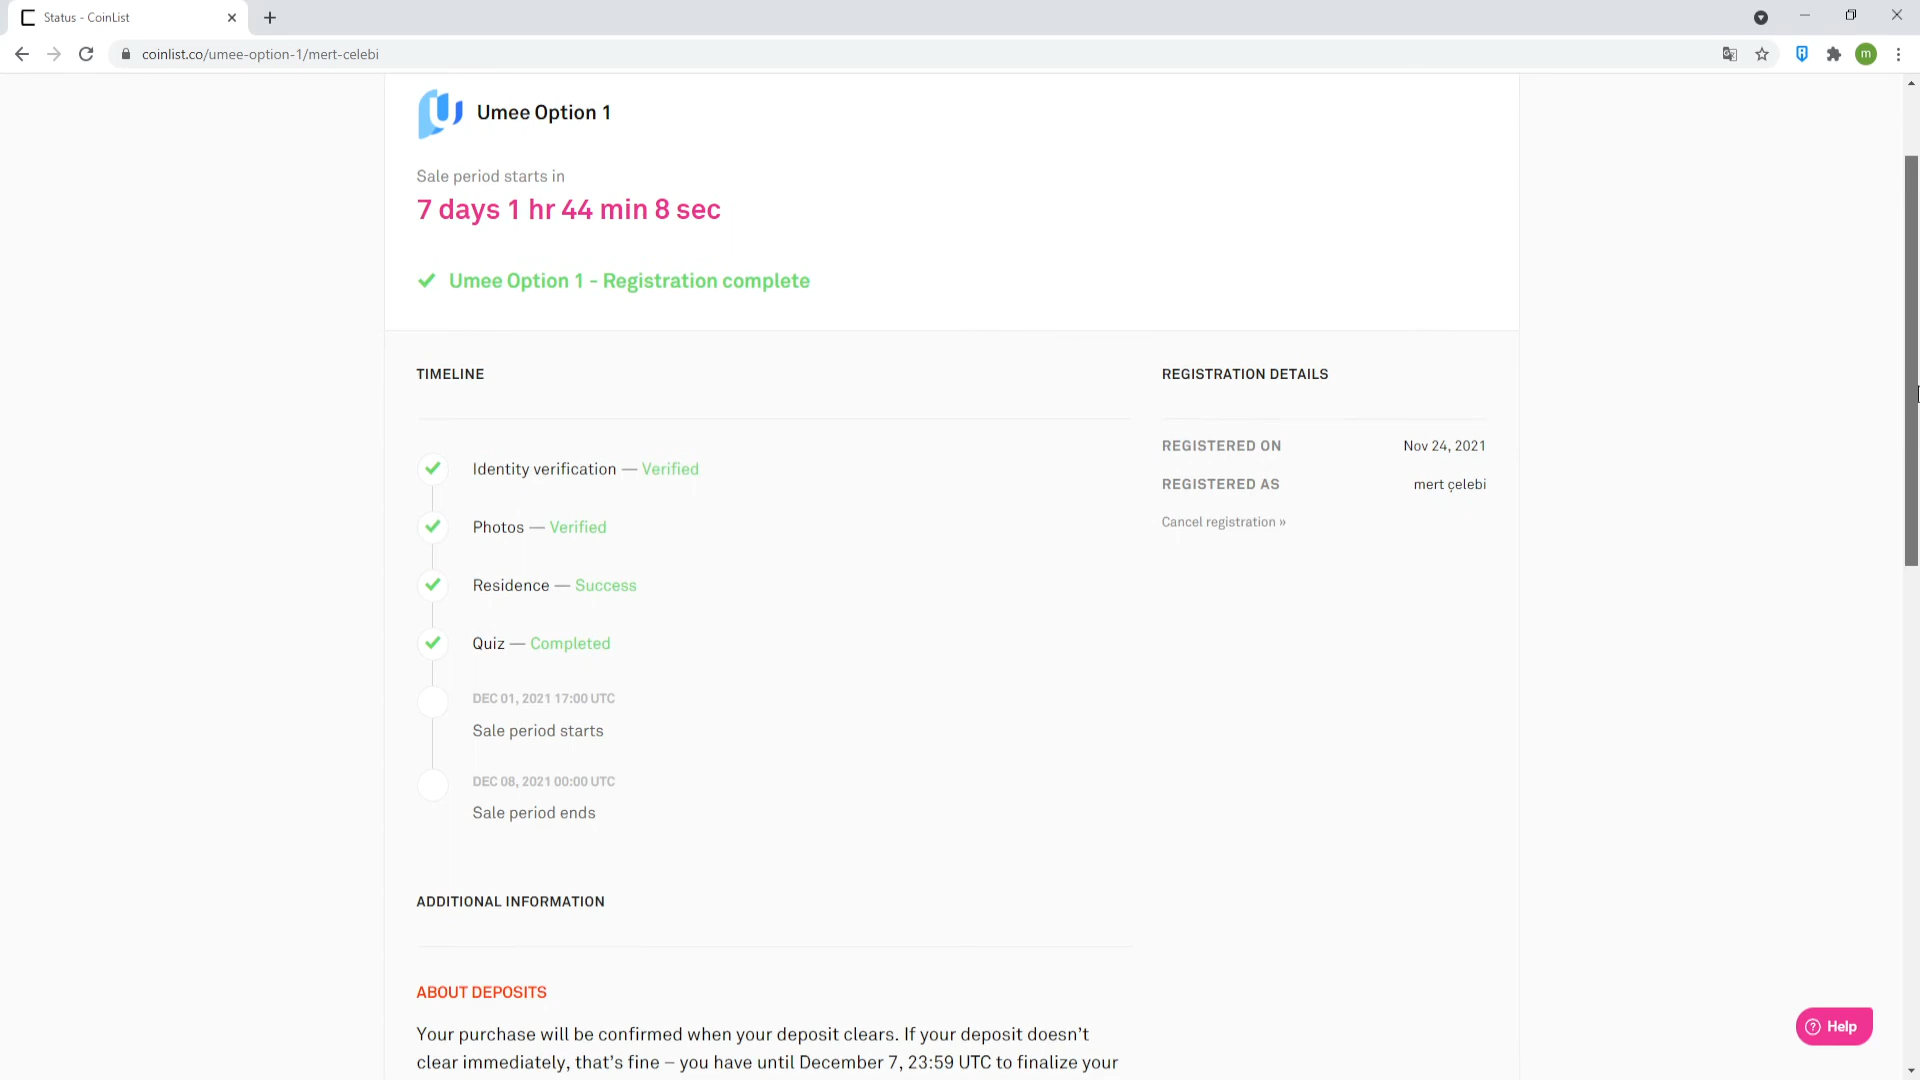 Status - CoinList
coinlist.co/umee-option-1/mert-celebi
m
Umee Option 1
Sale period starts in
7 days 1 hr 44 min 8 sec
Umee Option 1 - Registration complete
TIMELINE
REGISTRATION DETAILS
REGISTERED ON Nov 24, 2021
Identity verification — Verified
REGISTERED AS mert çelebi
Cancel registration »
Photos — Verified
Residence — Success
Quiz — Completed
DEC 01, 2021 17:00 UTC
Sale period starts
DEC 08, 2021 00:00 UTC
Sale period ends
ADDITIONAL INFORMATION
ABOUT DEPOSITS
Your purchase will be confirmed when your deposit clears. If your deposit doesn’t
clear immediately, that’s fine – you have until December 7, 23:59 UTC to finalize your
? Help